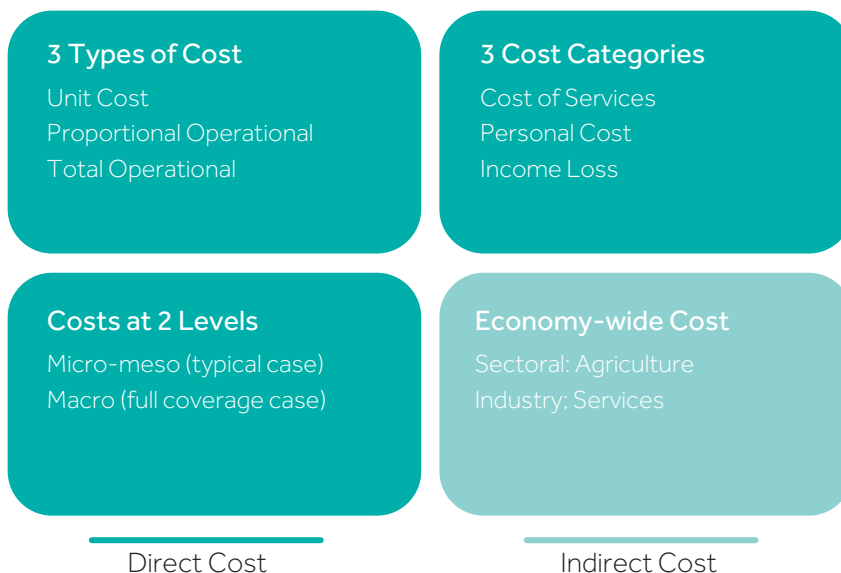 3 Types of Cost
Unit Cost
Proportional Operational
Total Operational
3 Cost Categories
Cost of Services
Personal Cost
Income Loss
Costs at 2 Levels
Micro-meso (typical case)
Macro (full coverage case)
Economy-wide Cost
Sectoral: Agriculture
Industry; Services
Direct Cost
Indirect Cost